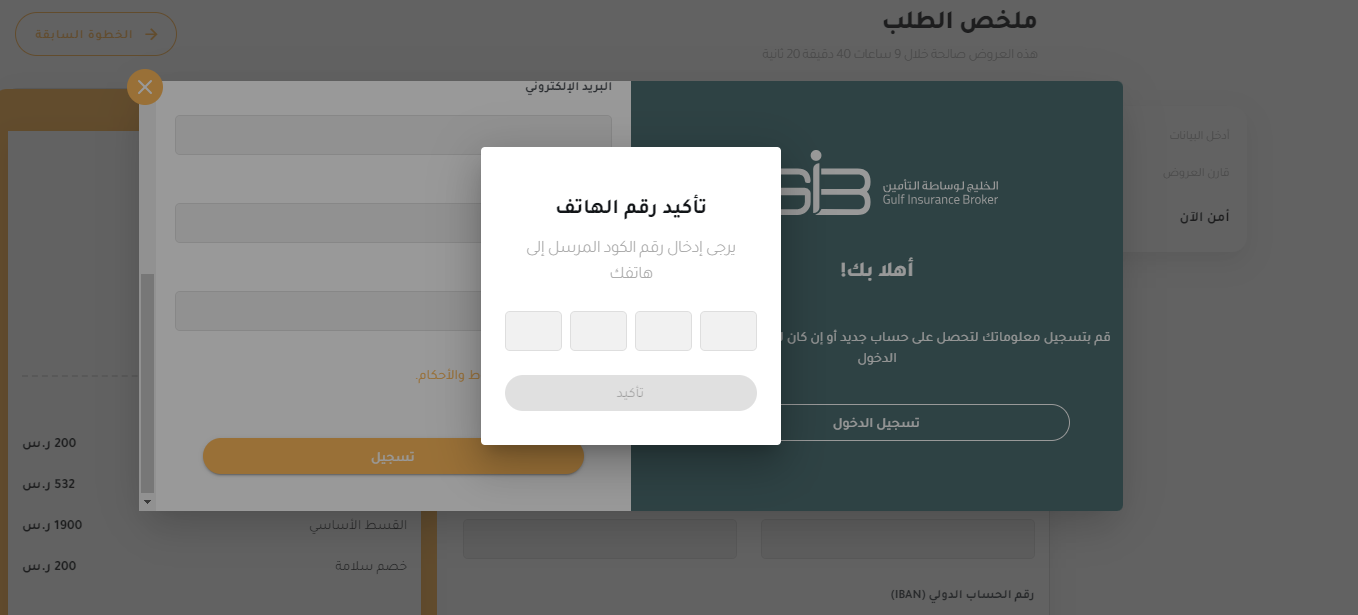 ملخص الطلب
الخطوة السابقة
هذه العروض صالحة خلال 9 ساعات 40 دقيقة 20 ثانية
أدخل البيانات
قارن العروض
أمن الآن
البريد الإلكتروني
الخليج لوساطة التأمين
Gulf Insurance Broker
أهلا بك!
قم بتسجيل معلوماتك لتحصل على حساب جديد أو إن كان
الدخول
تسجيل الدخول
تأكيد رقم الهاتف
يرجى إدخال رقم الكود المرسل إلى
هاتفك
تأكيد
والأحكام.
تسجيل
200 ر.س
532 ر.س
القسط الأساسي
1900 ر.س
خصم سلامة
200 ر.س
رقم الحساب الدولي (IBAN)